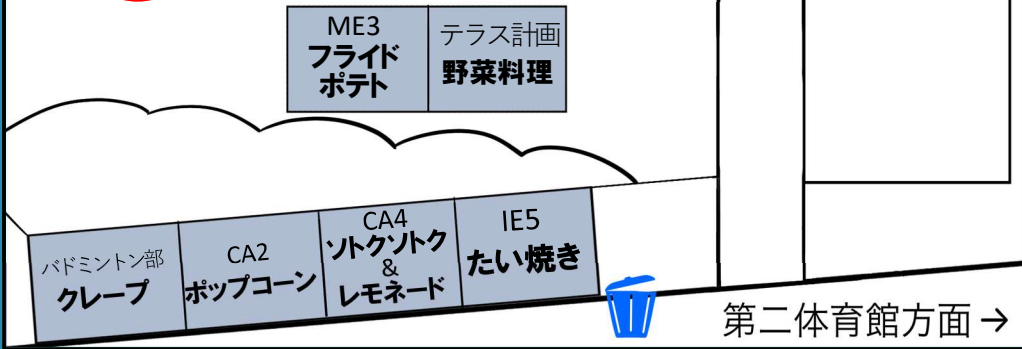 ME3
フライド
ポテト
テラス計画
野菜料理
バドミントン部
クレープ
CA2
ポップコーン
CA4
ソトクソトク
&
レモネード
IE5
たい焼き
第二体育館方面→